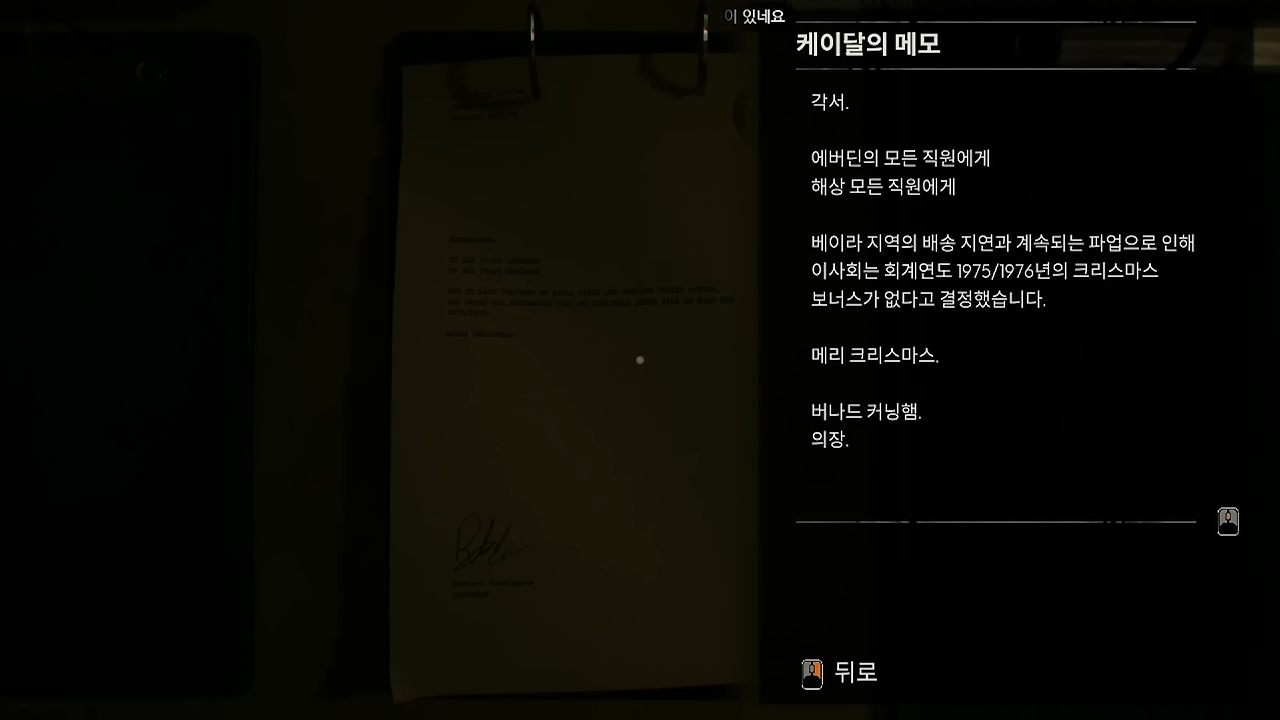 이 있네요
케이달의 메모
각서.
에버딘의 모든 직원에게
해상 모든 직원에게
베이라 지역의 배송 지연과 계속되는 파업으로 인해
이사회는 회계연도 1975/1976년의 크리스마스
보너스가 없다고 결정했습니다.
메리 크리스마스.
버나드 커닝햄.
의장.
뒤로